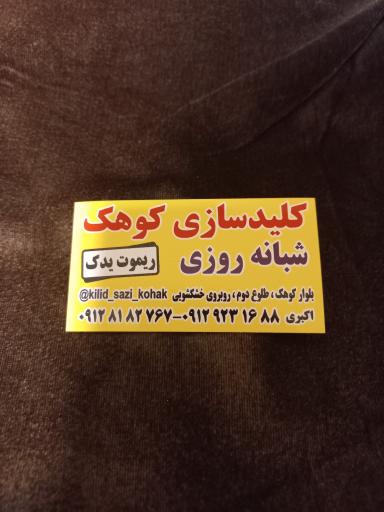 کلیدسازی کوهک
شبانه روزی
ریموت یدک
بلوار کوهک، طلوع دوم، روبروی خشکشویی @kilid_sazi_kohak
اکبری ۰۹۱۲ ۹۲۳ ۱۶ ۸۸-۰۹۱۲ ۸۱ ۸۲ ۷۶۷